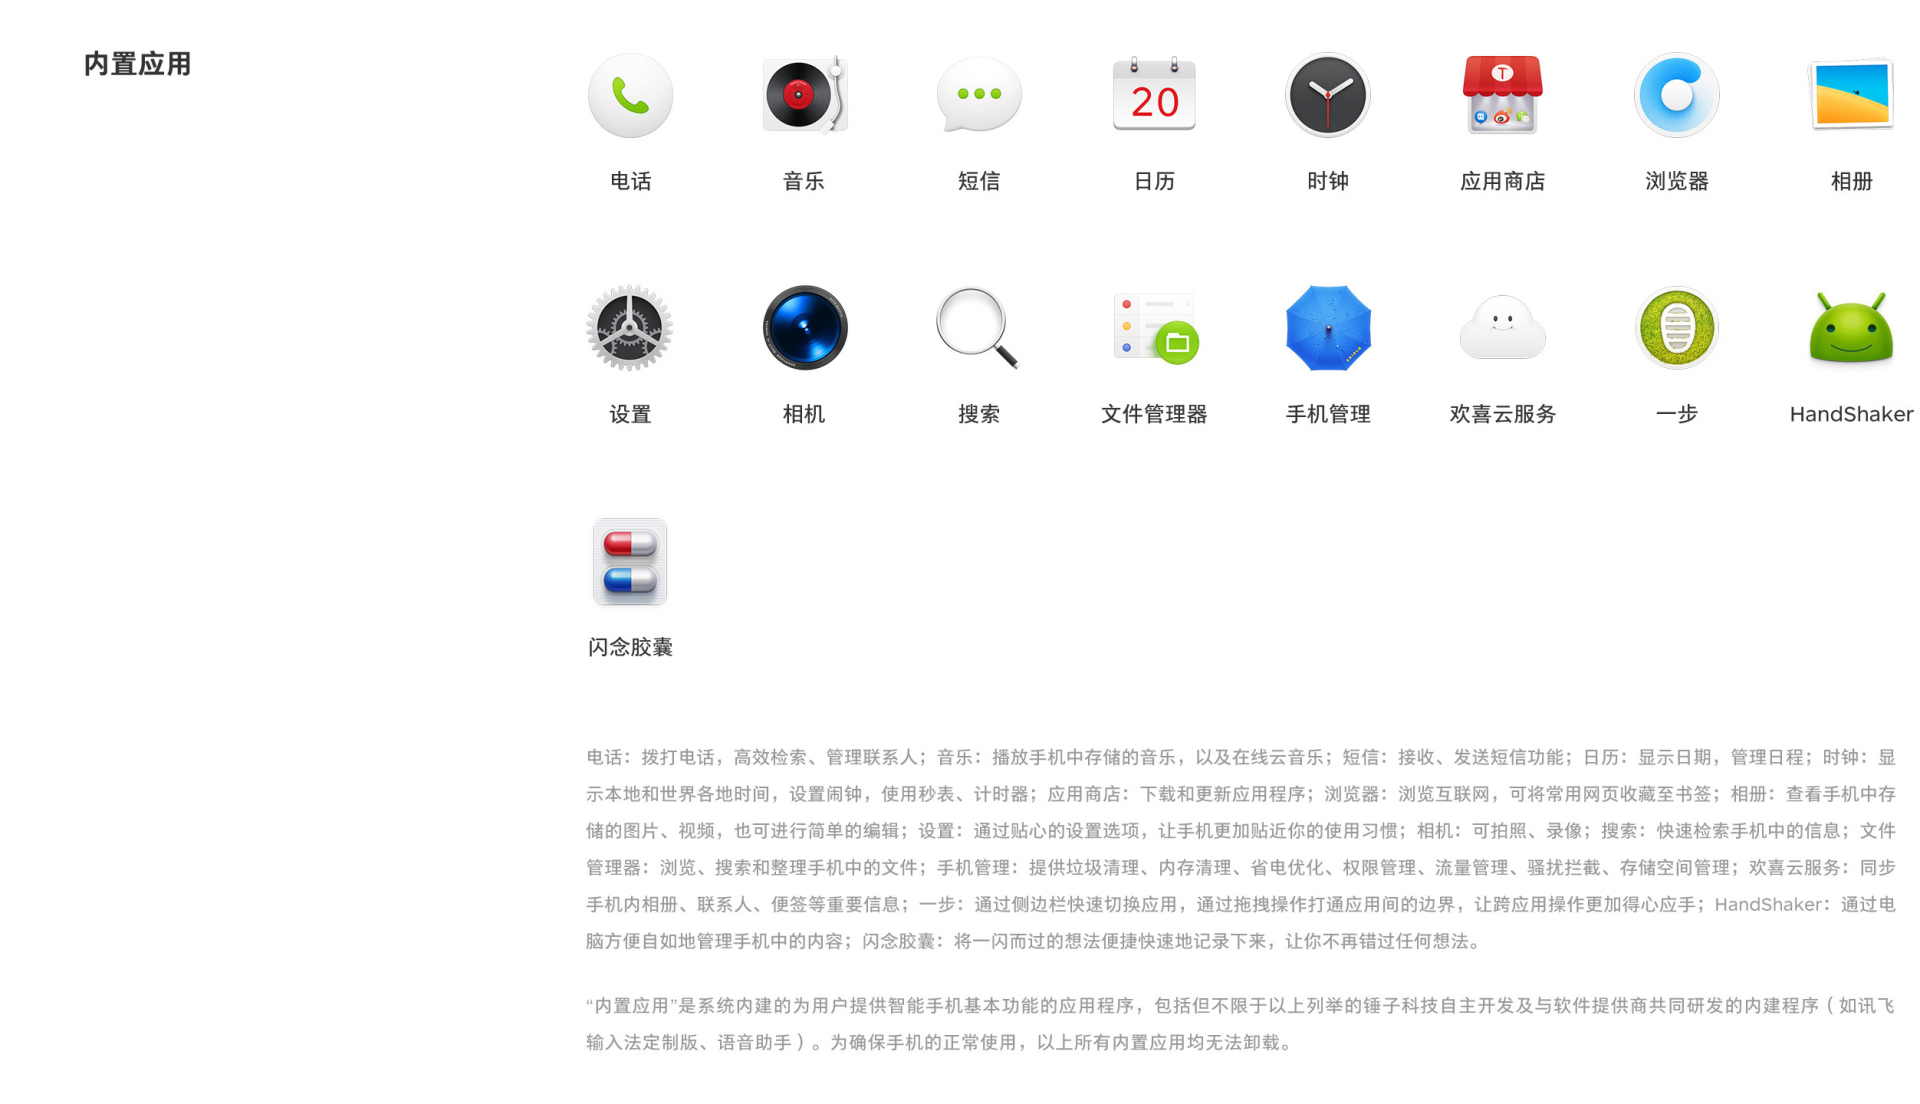 内置应用
20
T
电话
音乐
短信
日历
时钟
应用商店
浏览器
相册
设置
相机
搜索
文件管理器
手机管理
欢喜云服务
一步
HandShaker
闪念胶囊
电话：拨打电话，高效检索、管理联系人；音乐：播放手机中存储的音乐，以及在线云音乐；短信：接收、发送短信功能；日历：显示日期，管理日程；时钟：显
示本地和世界各地时间，设置闹钟，使用秒表、计时器；应用商店：下载和更新应用程序；浏览器：浏览互联网，可将常用网页收藏至书签；相册：查看手机中存
储的图片、视频，也可进行简单的编辑；设置：通过贴心的设置选项，让手机更加贴近你的使用习惯；相机：可拍照、录像；搜索：快速检索手机中的信息；文件
管理器：浏览、搜索和整理手机中的文件；手机管理：提供垃圾清理、内存清理、省电优化、权限管理、流量管理、骚扰拦截、存储空间管理；欢喜云服务：同步
手机内相册、联系人、便签等重要信息；一步：通过侧边栏快速切换应用，通过拖拽操作打通应用间的边界，让跨应用操作更加得心应手；HandShaker：通过电
脑方便自如地管理手机中的内容；闪念胶囊：将一闪而过的想法便捷快速地记录下来，让你不再错过任何想法。
“内置应用”是系统内建的为用户提供智能手机基本功能的应用程序，包括但不限于以上列举的锤子科技自主开发及与软件提供商共同研发的内建程序（如讯飞
输入法定制版、语音助手）。为确保手机的正常使用，以上所有内置应用均无法卸载。